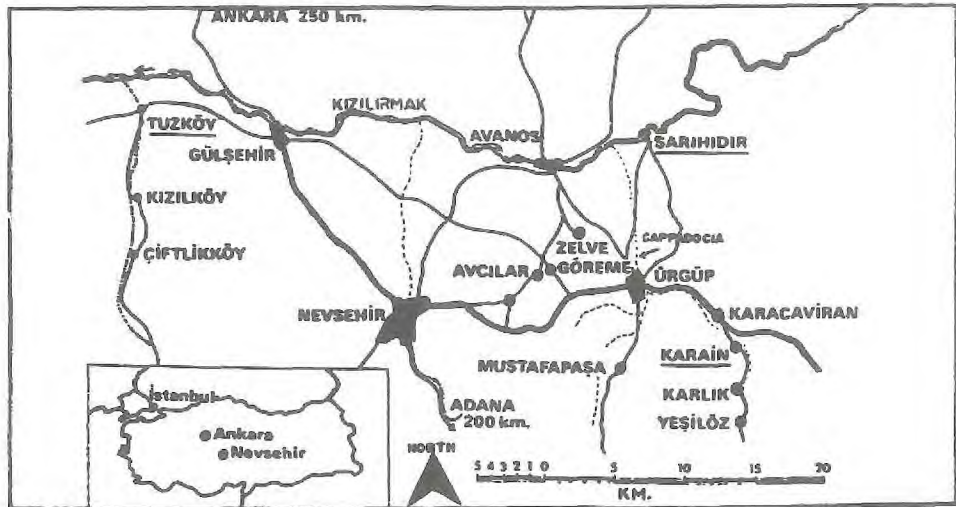 ANKARA 250 km.
KIZILIRMAK
TUZKÖY
GÜLŞEHİR
AVANOS
SARIHIDIR
KIZILKÖY
ÇİFTLİKKÖY
ZELVE
CAPPADOCIA
AVCILAR
GÖREME
ÜRGÜP
NEVSEHİR
KARACAVİRAN
MUSTAFAPAŞA
KARAİN
KARLIK
YEŞİLÖZ
ADANA
200 km.
İstanbul
Ankara
Nevsehir
NORTH
5 4 3 2 1 0 5 10 15 20
KM.